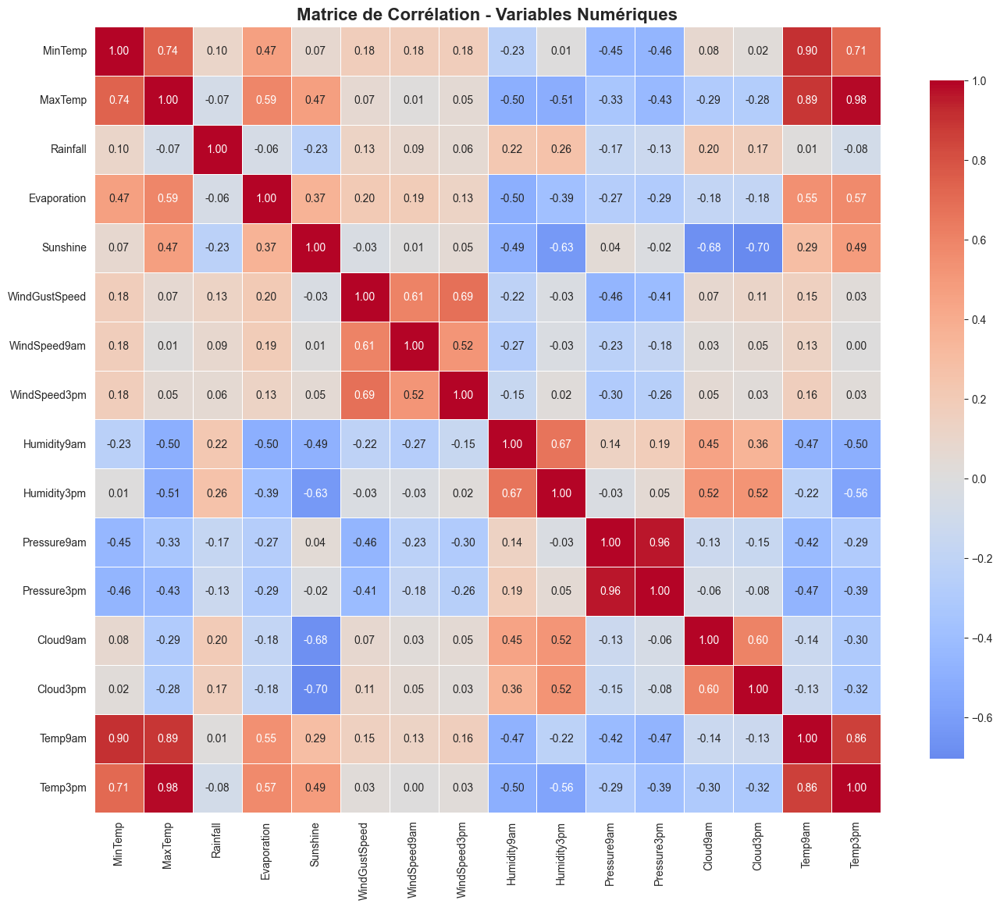 Matrice de Corrélation - Variables Numériques
MinTemp 1.00 0.74 0.10 0.47 0.07 0.18 0.18 0.18 -0.23 0.01 -0.45 -0.46 0.08 0.02 0.90 0.71
MaxTemp 0.74 1.00 -0.07 0.59 0.47 0.07 0.01 0.05 -0.50 -0.51 -0.33 -0.43 -0.29 -0.28 0.89 0.98
Rainfall 0.10 -0.07 1.00 -0.06 -0.23 0.13 0.09 0.06 0.22 0.26 -0.17 -0.13 0.20 0.17 0.01 -0.08
Evaporation 0.47 0.59 -0.06 1.00 0.37 0.20 0.19 0.13 -0.50 -0.39 -0.27 -0.29 -0.18 -0.18 0.55 0.57
Sunshine 0.07 0.47 -0.23 0.37 1.00 -0.03 0.01 0.05 -0.49 -0.63 0.04 -0.02 -0.68 -0.70 0.29 0.49
WindGustSpeed 0.18 0.07 0.13 0.20 -0.03 1.00 0.61 0.69 -0.22 -0.03 -0.46 -0.41 0.07 0.11 0.15 0.03
WindSpeed9am 0.18 0.01 0.09 0.19 0.01 0.61 1.00 0.52 -0.27 -0.03 -0.23 -0.18 0.03 0.05 0.13 0.00
WindSpeed3pm 0.18 0.05 0.06 0.13 0.05 0.69 0.52 1.00 -0.15 0.02 -0.30 -0.26 0.05 0.03 0.16 0.03
Humidity9am -0.23 -0.50 0.22 -0.50 -0.49 -0.22 -0.27 -0.15 1.00 0.67 0.14 0.19 0.45 0.36 -0.47 -0.50
Humidity3pm 0.01 -0.51 0.26 -0.39 -0.63 -0.03 -0.03 0.02 0.67 1.00 -0.03 0.05 0.52 0.52 -0.22 -0.56
Pressure9am -0.45 -0.33 -0.17 -0.27 0.04 -0.46 -0.23 -0.30 0.14 -0.03 1.00 0.96 -0.13 -0.15 -0.42 -0.29
Pressure3pm -0.46 -0.43 -0.13 -0.29 -0.02 -0.41 -0.18 -0.26 0.19 0.05 0.96 1.00 -0.06 -0.08 -0.47 -0.39
Cloud9am 0.08 -0.29 0.20 -0.18 -0.68 0.07 0.03 0.05 0.45 0.52 -0.13 -0.06 1.00 0.60 -0.14 -0.30
Cloud3pm 0.02 -0.28 0.17 -0.18 -0.70 0.11 0.05 0.03 0.36 0.52 -0.15 -0.08 0.60 1.00 -0.13 -0.32
Temp9am 0.90 0.89 0.01 0.55 0.29 0.15 0.13 0.16 -0.47 -0.22 -0.42 -0.47 -0.14 -0.13 1.00 0.86
Temp3pm 0.71 0.98 -0.08 0.57 0.49 0.03 0.00 0.03 -0.50 -0.56 -0.29 -0.39 -0.30 -0.32 0.86 1.00
MinTemp MaxTemp Rainfall Evaporation Sunshine WindGustSpeed WindSpeed9am WindSpeed3pm Humidity9am Humidity3pm Pressure9am Pressure3pm Cloud9am Cloud3pm Temp9am Temp3pm
1.0
0.8
0.6
0.4
0.2
0.0
−0.2
−0.4
−0.6